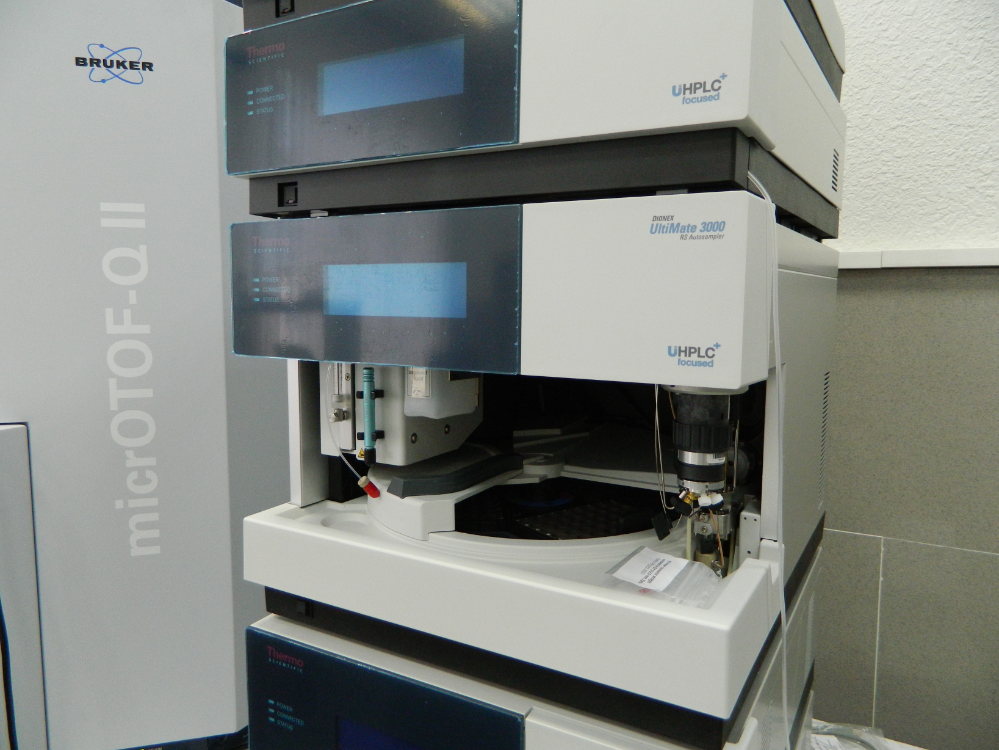 BRUKER
micrOTOF-Q II
Thermo
SCIENTIFIC
POWER
CONNECTED
STATUS
UHPLC+
focused
Thermo
SCIENTIFIC
POWER
CONNECTED
STATUS
DIONEX
UltiMate 3000
RS Autosampler
UHPLC+
focused
liquid
Thermo
SCIENTIFIC
POWER
CONNECTED
STATUS